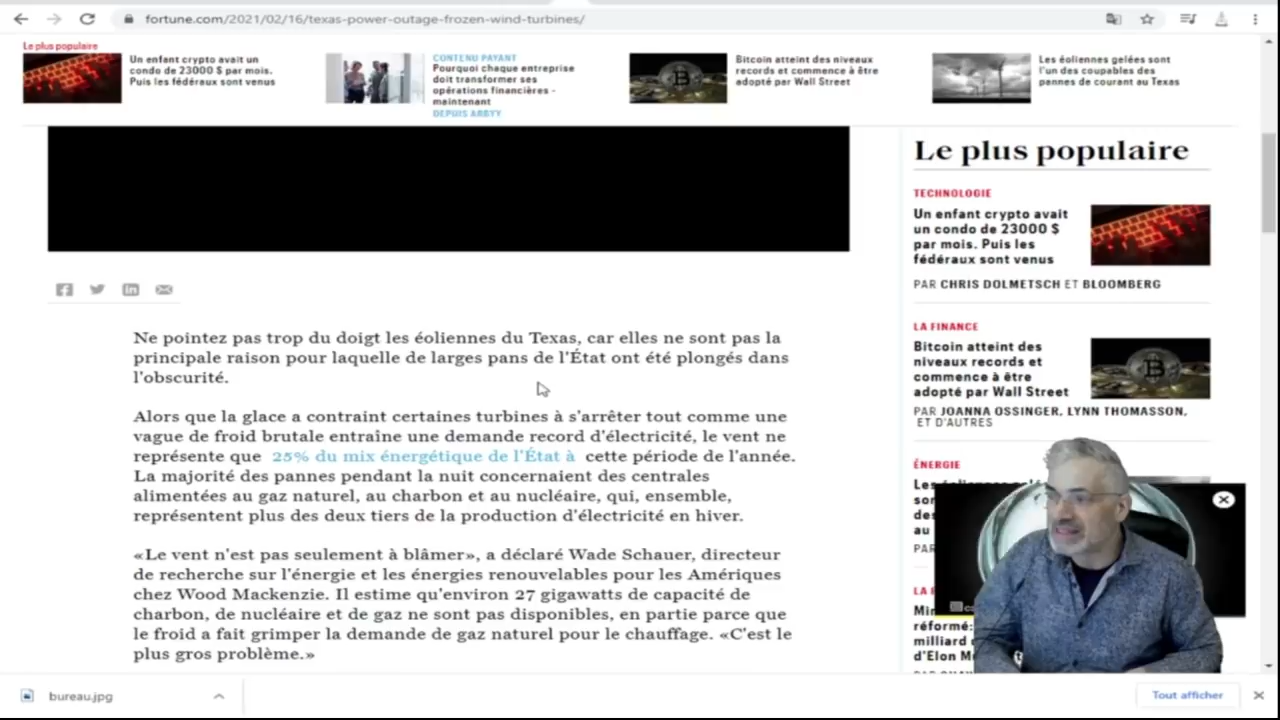 fortune.com/2021/02/16/texas-power-outage-frozen-wind-turbines/
Le plus populaire
Un enfant crypto avait un
condo de 23000 $ par mois.
Puis les fédéraux sont venus
CONTENU PAYANT
Pourquoi chaque entreprise
doit transformer ses
opérations financières -
maintenant
DEPUIS ABBYY
Bitcoin atteint des niveaux
records et commence à être
adopté par Wall Street
Les éoliennes gelées sont
l'un des coupables des
pannes de courant au Texas
Ne pointez pas trop du doigt les éoliennes du Texas, car elles ne sont pas la
principale raison pour laquelle de larges pans de l'État ont été plongés dans
l'obscurité.
Alors que la glace a contraint certaines turbines à s'arrêter tout comme une
vague de froid brutale entraîne une demande record d'électricité, le vent ne
représente que 25% du mix énergétique de l'État à cette période de l'année.
La majorité des pannes pendant la nuit concernaient des centrales
alimentées au gaz naturel, au charbon et au nucléaire, qui, ensemble,
représentent plus des deux tiers de la production d'électricité en hiver.
«Le vent n'est pas seulement à blâmer», a déclaré Wade Schauer, directeur
de recherche sur l'énergie et les énergies renouvelables pour les Amériques
chez Wood Mackenzie. Il estime qu'environ 27 gigawatts de capacité de
charbon, de nucléaire et de gaz ne sont pas disponibles, en partie parce que
le froid a fait grimper la demande de gaz naturel pour le chauffage. «C'est le
plus gros problème.»
Le plus populaire
TECHNOLOGIE
Un enfant crypto avait
un condo de 23000 $
par mois. Puis les
fédéraux sont venus
PAR CHRIS DOLMETSCH ET BLOOMBERG
LA FINANCE
Bitcoin atteint des
niveaux records et
commence à être
adopté par Wall Street
PAR JOANNA OSSINGER, LYNN THOMASSON,
ET D'AUTRES
ÉNERGIE
Les
son
des
au
PAR
LA
Min
réformé:
milliard
d'Elon
bureau.jpg
Tout afficher